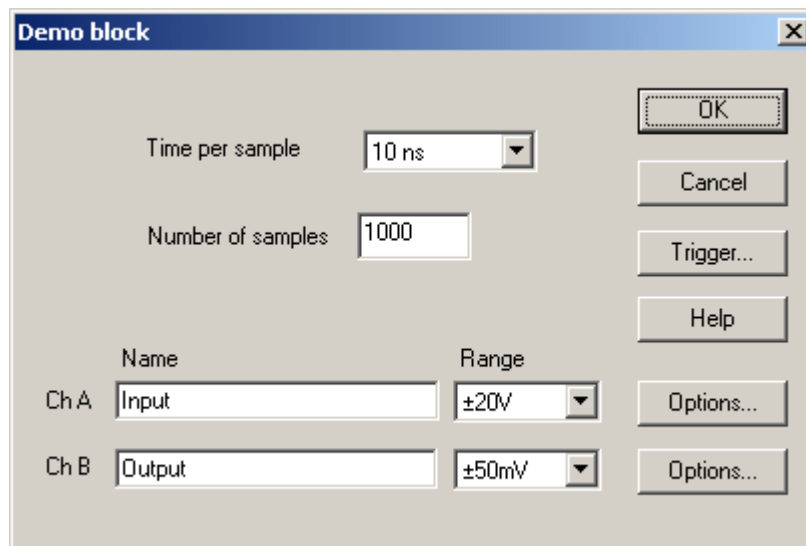 Demo block
OK
Time per sample 10 ns
Cancel
Number of samples 1000
Trigger...
Help
Name Range
Ch A Input ±20V Options...
Ch B Output ±50mV Options...